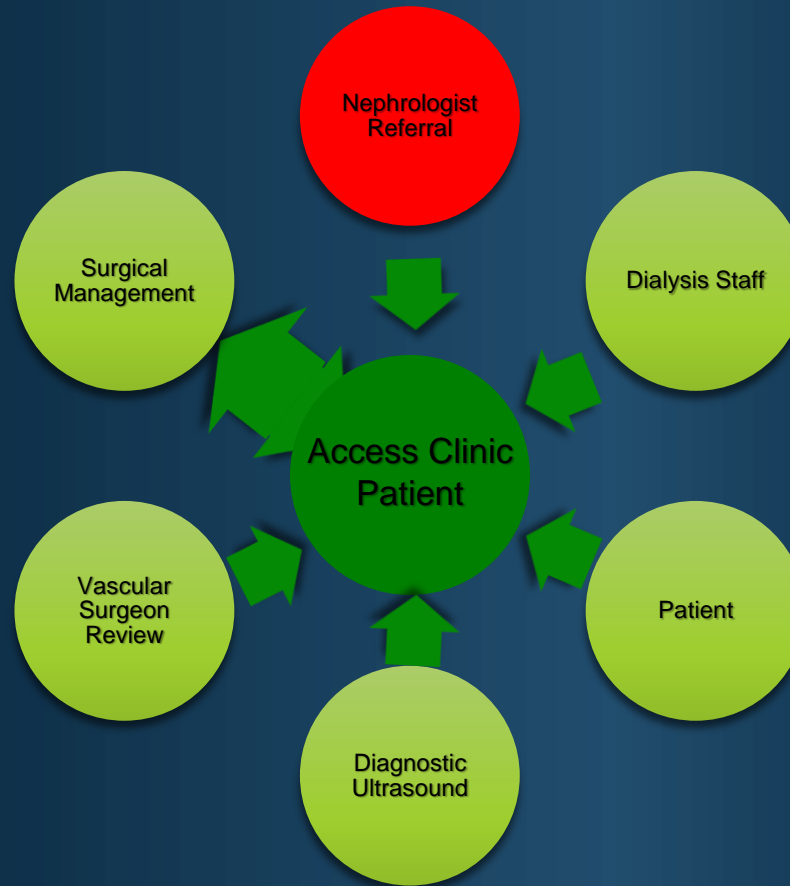 Nephrologist
Referral
Surgical
Management
Dialysis Staff
Access Clinic
Patient
Vascular
Surgeon
Review
Patient
Diagnostic
Ultrasound